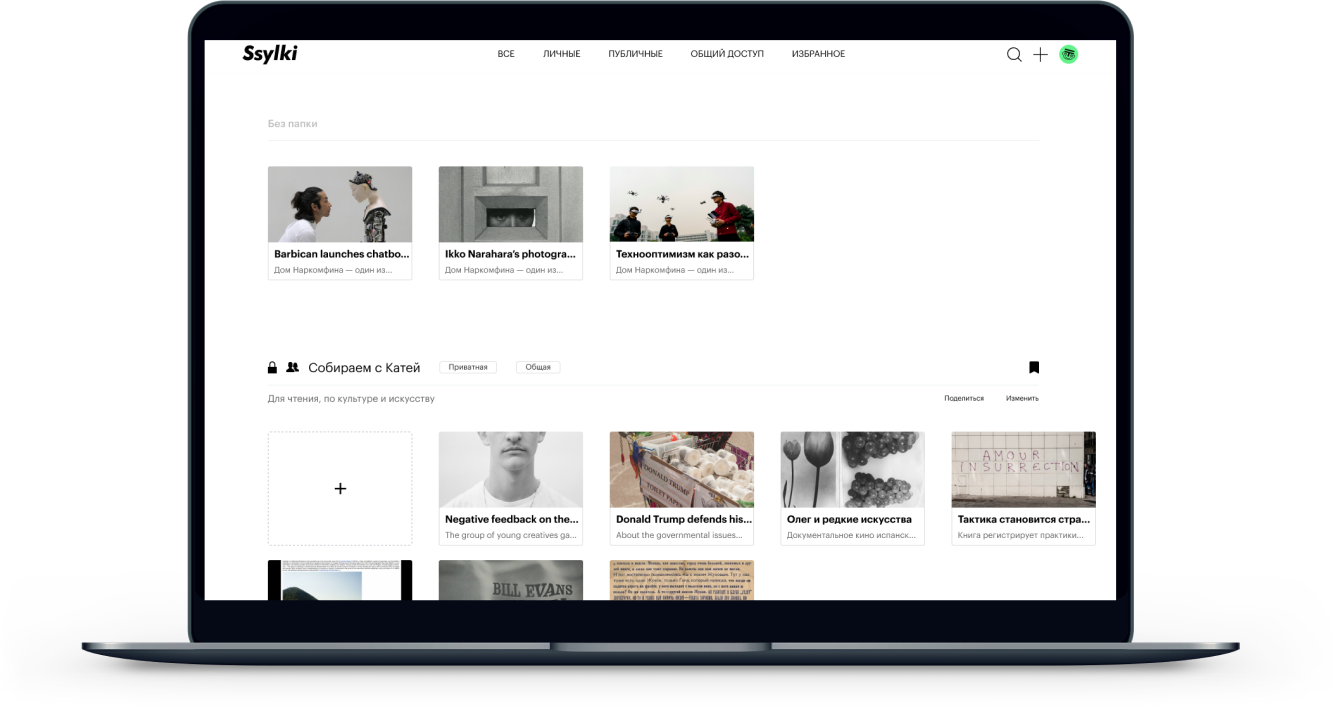 Ssylki
ВСЕ ЛИЧНЫЕ ПУБЛИЧНЫЕ ОБЩИЙ ДОСТУП ИЗБРАННОЕ
Без папки
Barbican launches chatbo...
Дом Наркомфина — один из...
Ikko Narahara’s photogra...
Дом Наркомфина — один из...
Технооптимизм как разо...
Дом Наркомфина — один из...
Собираем с Катей Приватная Общая
Для чтения, по культуре и искусству Поделиться Изменить
+
Negative feedback on the...
The group of young creatives ga...
DONALD TRUMP
TOILET PAPER
Donald Trump defends his...
About the governmental issues...
Олег и редкие искусства
Документальное кино испанск...
AMOUR
INSURRECTION
Тактика становится стра...
Книга регистрирует практики...
BILL EVANS